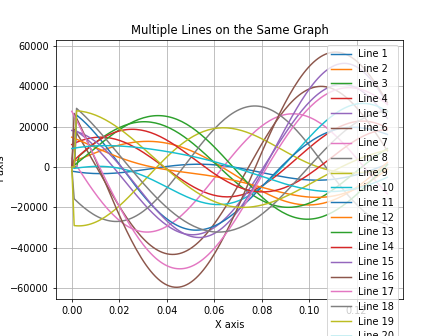 Multiple Lines on the Same Graph
60000
40000
20000
0
−20000
−40000
−60000
0.00
0.02
0.04
0.06
0.08
0.10
X axis
Line 1
Line 2
Line 3
Line 4
Line 5
Line 6
Line 7
Line 8
Line 9
Line 10
Line 11
Line 12
Line 13
Line 14
Line 15
Line 16
Line 17
Line 18
Line 19
Line 20